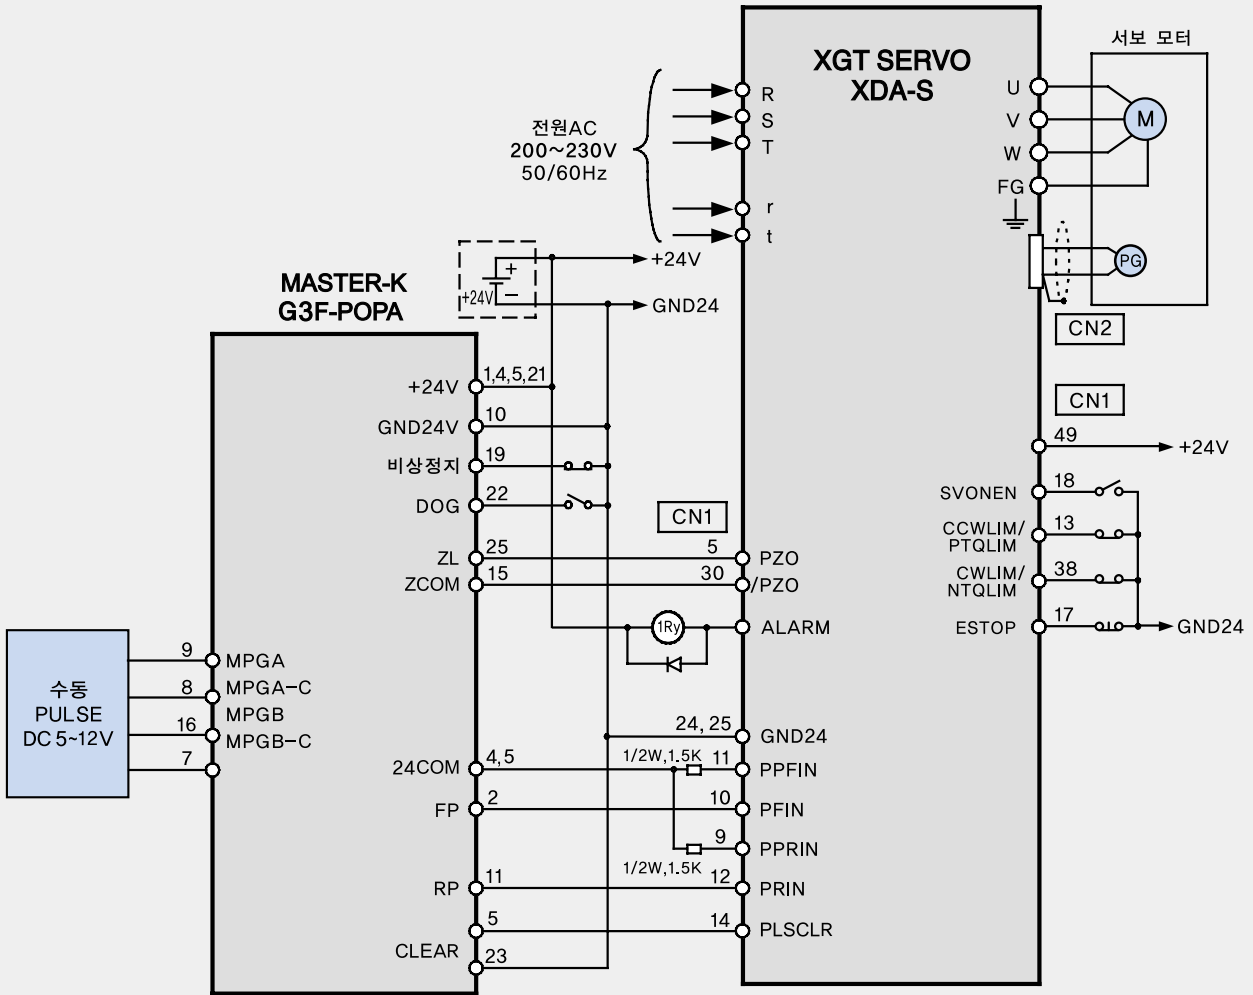 XGT SERVO
XDA-S
서보 모터
전원AC
200~230V
50/60Hz
R
S
T
r
t
U
V
W
FG
M
PG
CN2
CN1
+
+24V
−
+24V
GND24
MASTER-K
G3F-POPA
+24V
1,4,5,21
GND24V
10
비상정지
19
DOG
22
ZL
25
ZCOM
15
CN1
5
PZO
30
/PZO
1Ry
ALARM
49
+24V
SVONEN
18
CCWLIM/
PTQLIM
13
CWLIM/
NTQLIM
38
ESTOP
17
GND24
수동
PULSE
DC 5~12V
9
MPGA
8
MPGA-C
MPGB
16
MPGB-C
7
24, 25
GND24
24COM
4,5
1/2W,1.5K
11
PPFIN
FP
2
10
PFIN
9
PPRIN
1/2W,1.5K
RP
11
12
PRIN
5
14
PLSCLR
CLEAR
23